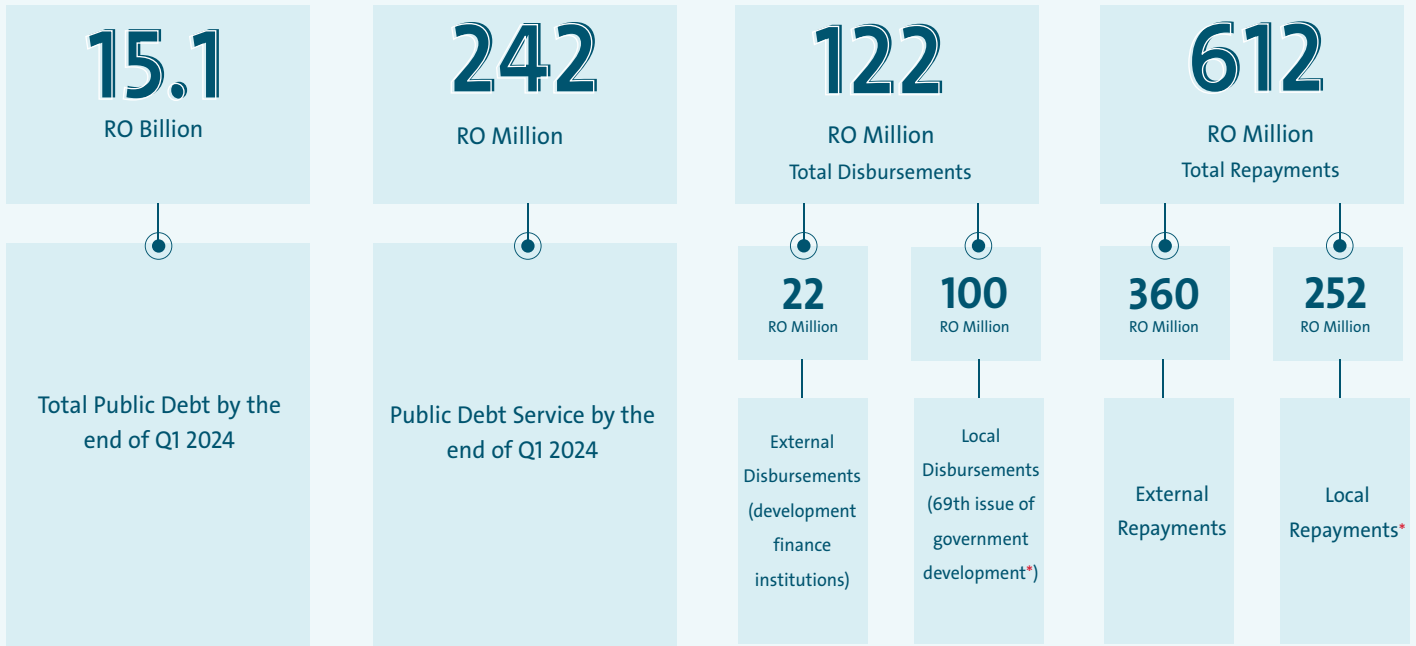 15.1
RO Billion
Total Public Debt by the
end of Q1 2024
242
RO Million
Public Debt Service by the
end of Q1 2024
122
RO Million
Total Disbursements
22
RO Million
External
Disbursements
(development
finance
institutions)
100
RO Million
Local
Disbursements
(69th issue of
government
development*)
612
RO Million
Total Repayments
360
RO Million
External
Repayments
252
RO Million
Local
Repayments*